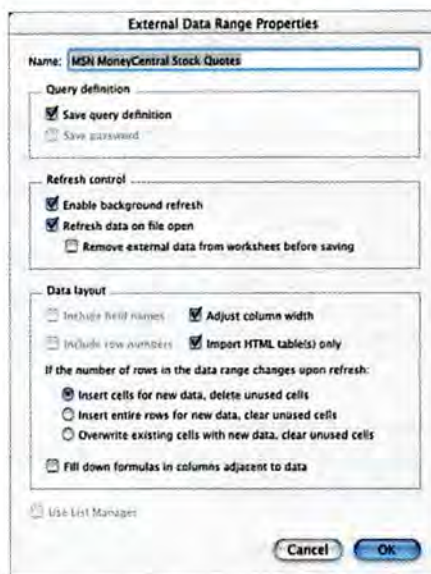 External Data Range Properties
Name: MSN MoneyCentral Stock Quotes
Query definition
Save query definition
Save password
Refresh control
Enable background refresh
Refresh data on file open
Remove external data from worksheet before saving
Data layout
Include field names Adjust column width
Include row numbers Import HTML table(s) only
If the number of rows in the data range changes upon refresh:
Insert cells for new data, delete unused cells
Insert entire rows for new data, clear unused cells
Overwrite existing cells with new data, clear unused cells
Fill down formulas in columns adjacent to data
Use List Manager
Cancel OK